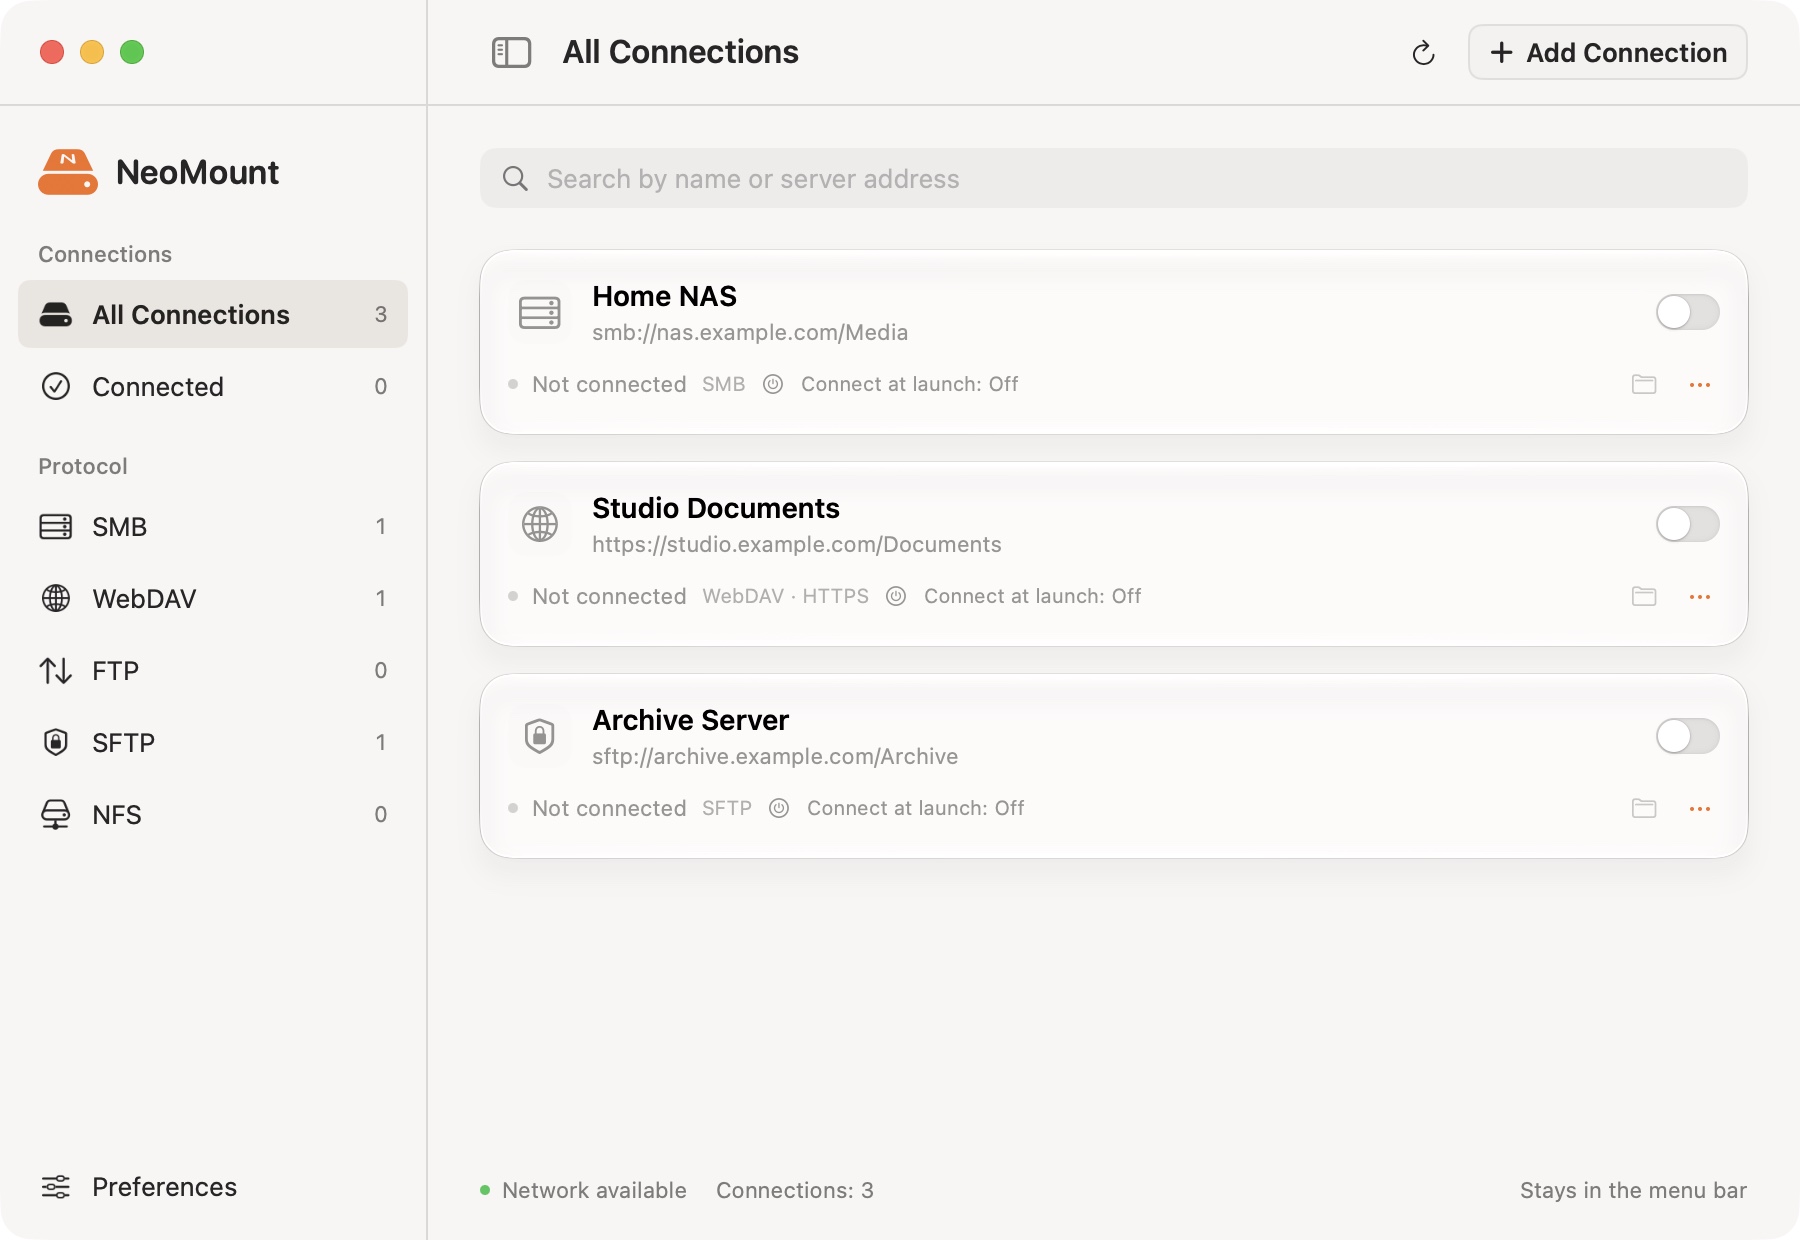 All Connections
Add Connection
NeoMount
Connections
All Connections 3
Connected 0
Protocol
SMB 1
WebDAV 1
FTP 0
SFTP 1
NFS 0
Preferences
Search by name or server address
Home NAS
smb://nas.example.com/Media
Not connected SMB Connect at launch: Off
Studio Documents
https://studio.example.com/Documents
Not connected WebDAV · HTTPS Connect at launch: Off
Archive Server
sftp://archive.example.com/Archive
Not connected SFTP Connect at launch: Off
Network available Connections: 3
Stays in the menu bar